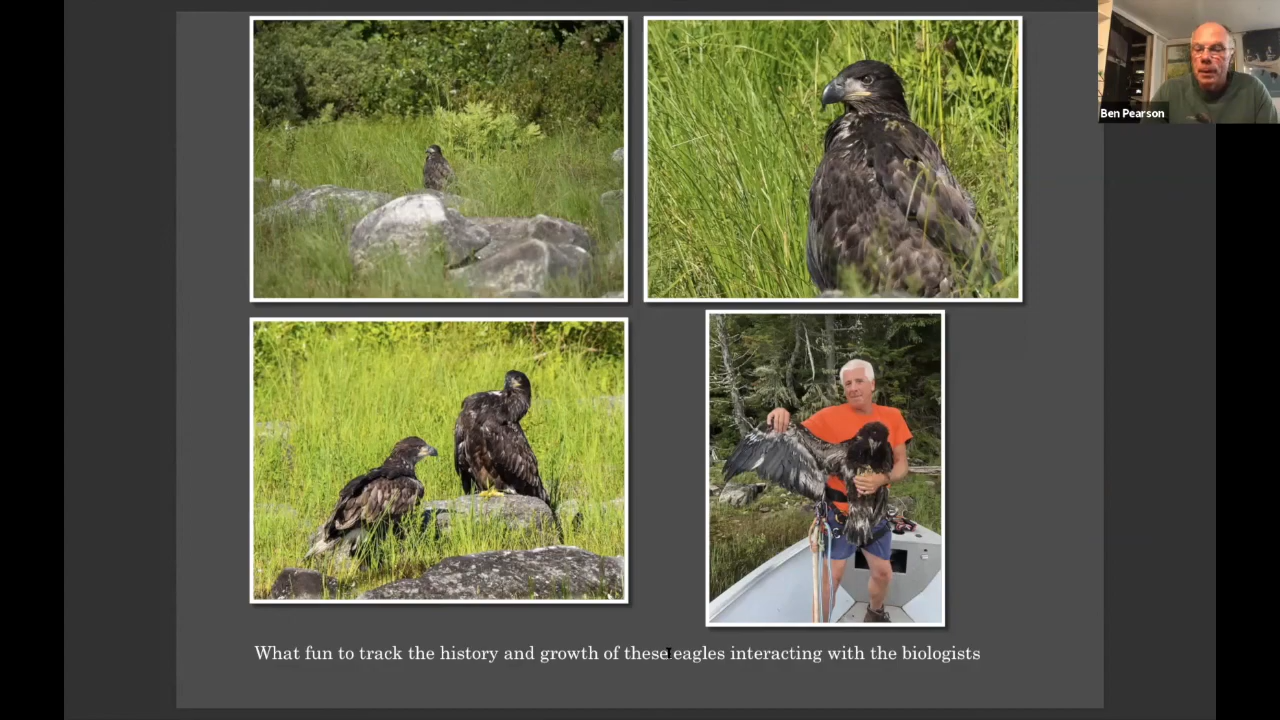 Ben Pearson
What fun to track the history and growth of these eagles interacting with the biologists